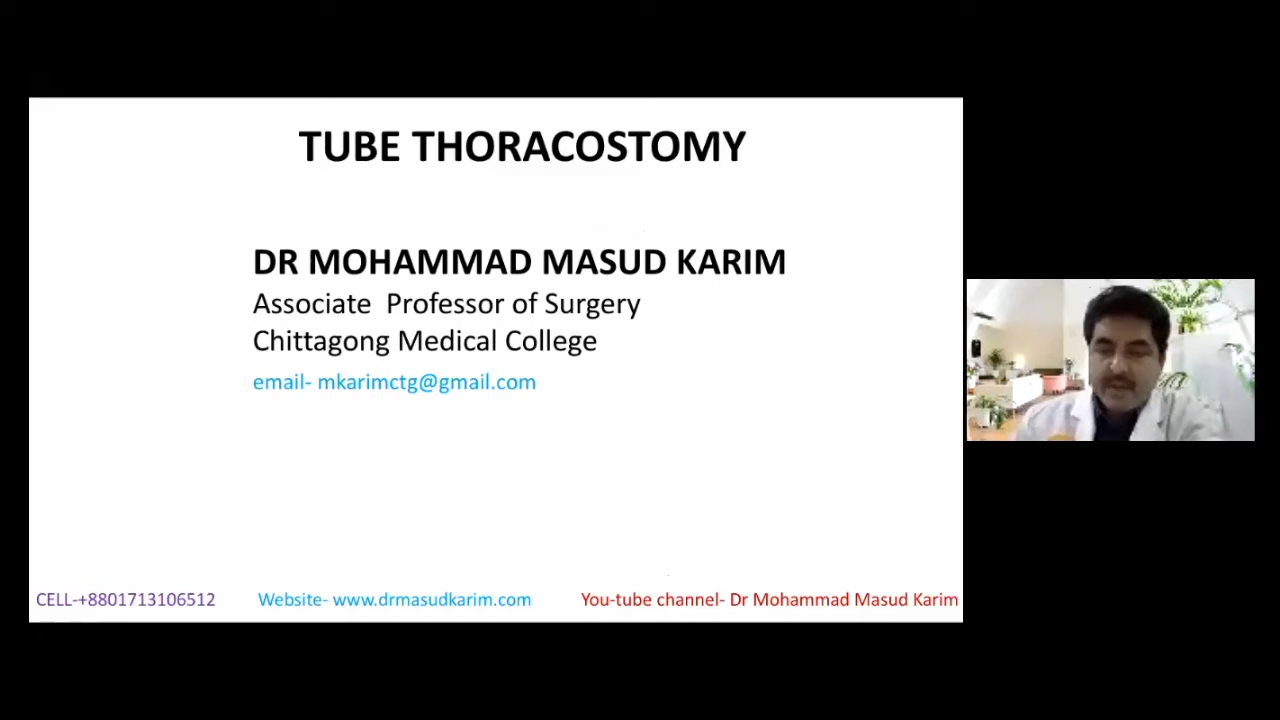 TUBE THORACOSTOMY
DR MOHAMMAD MASUD KARIM
Associate  Professor of Surgery
Chittagong Medical College
email- mkarimctg@gmail.com
CELL-+8801713106512 Website- www.drmasudkarim.com You-tube channel- Dr Mohammad Masud Karim